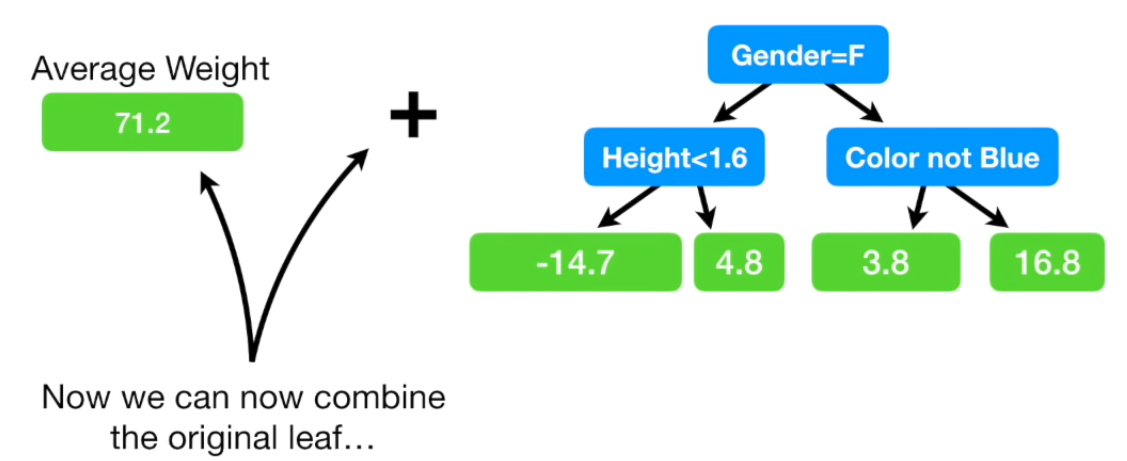 Average Weight
71.2
+
Gender=F
Height<1.6
Color not Blue
-14.7
4.8
3.8
16.8
Now we can now combine
the original leaf…